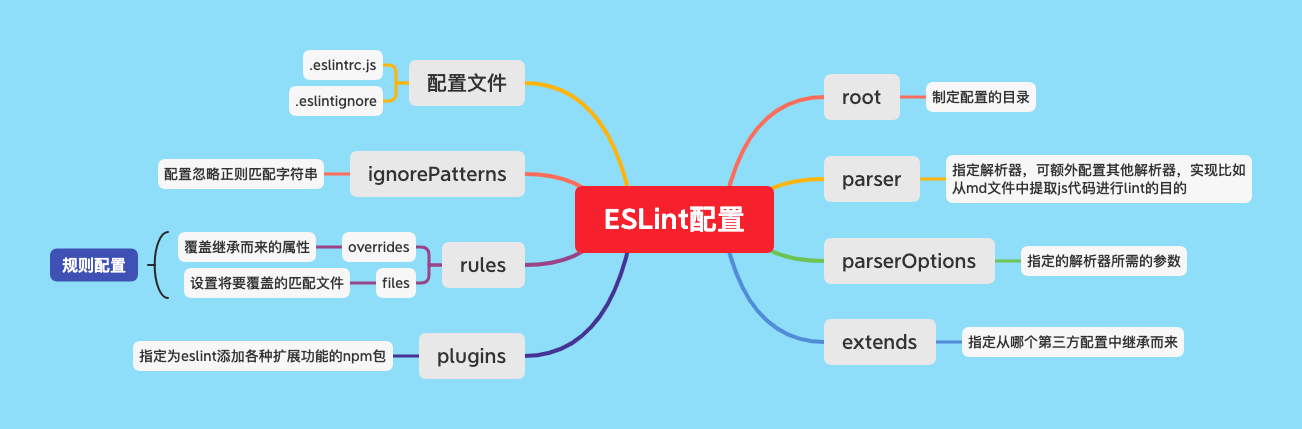 ESLint配置
配置文件
.eslintrc.js
.eslintignore
ignorePatterns
配置忽略正则匹配字符串
rules
overrides
覆盖继承而来的属性
files
设置将要覆盖的匹配文件
规则配置
plugins
指定为eslint添加各种扩展功能的npm包
root
制定配置的目录
parser
指定解析器，可额外配置其他解析器，实现比如
从md文件中提取js代码进行lint的目的
parserOptions
指定的解析器所需的参数
extends
指定从哪个第三方配置中继承而来